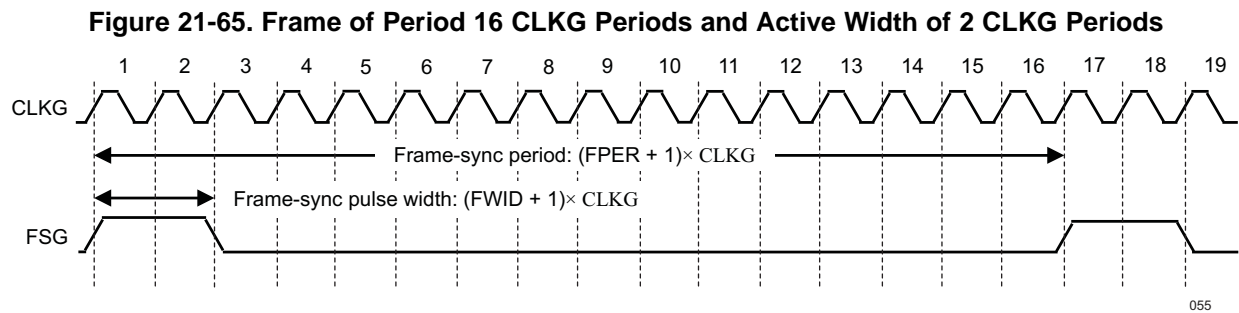 Figure 21-65. Frame of Period 16 CLKG Periods and Active Width of 2 CLKG Periods
1 2 3 4 5 6 7 8 9 10 11 12 13 14 15 16 17 18 19
CLKG
Frame-sync period: (FPER + 1)× CLKG
Frame-sync pulse width: (FWID + 1)× CLKG
FSG
055